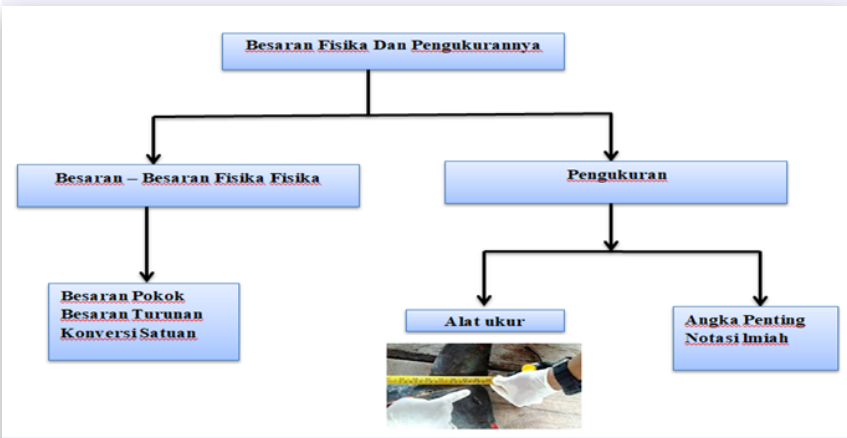 Besaran Fisika Dan Pengukurannya
Besaran – Besaran Fisika Fisika
Pengukuran
Besaran Pokok
Besaran Turunan
Konversi Satuan
Alat ukur
Angka Penting
Notasi Imiah